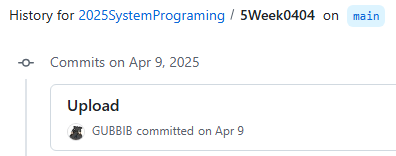 History for 2025SystemPrograming / 5Week0404 on main
Commits on Apr 9, 2025
Upload
GUBBIB committed on Apr 9